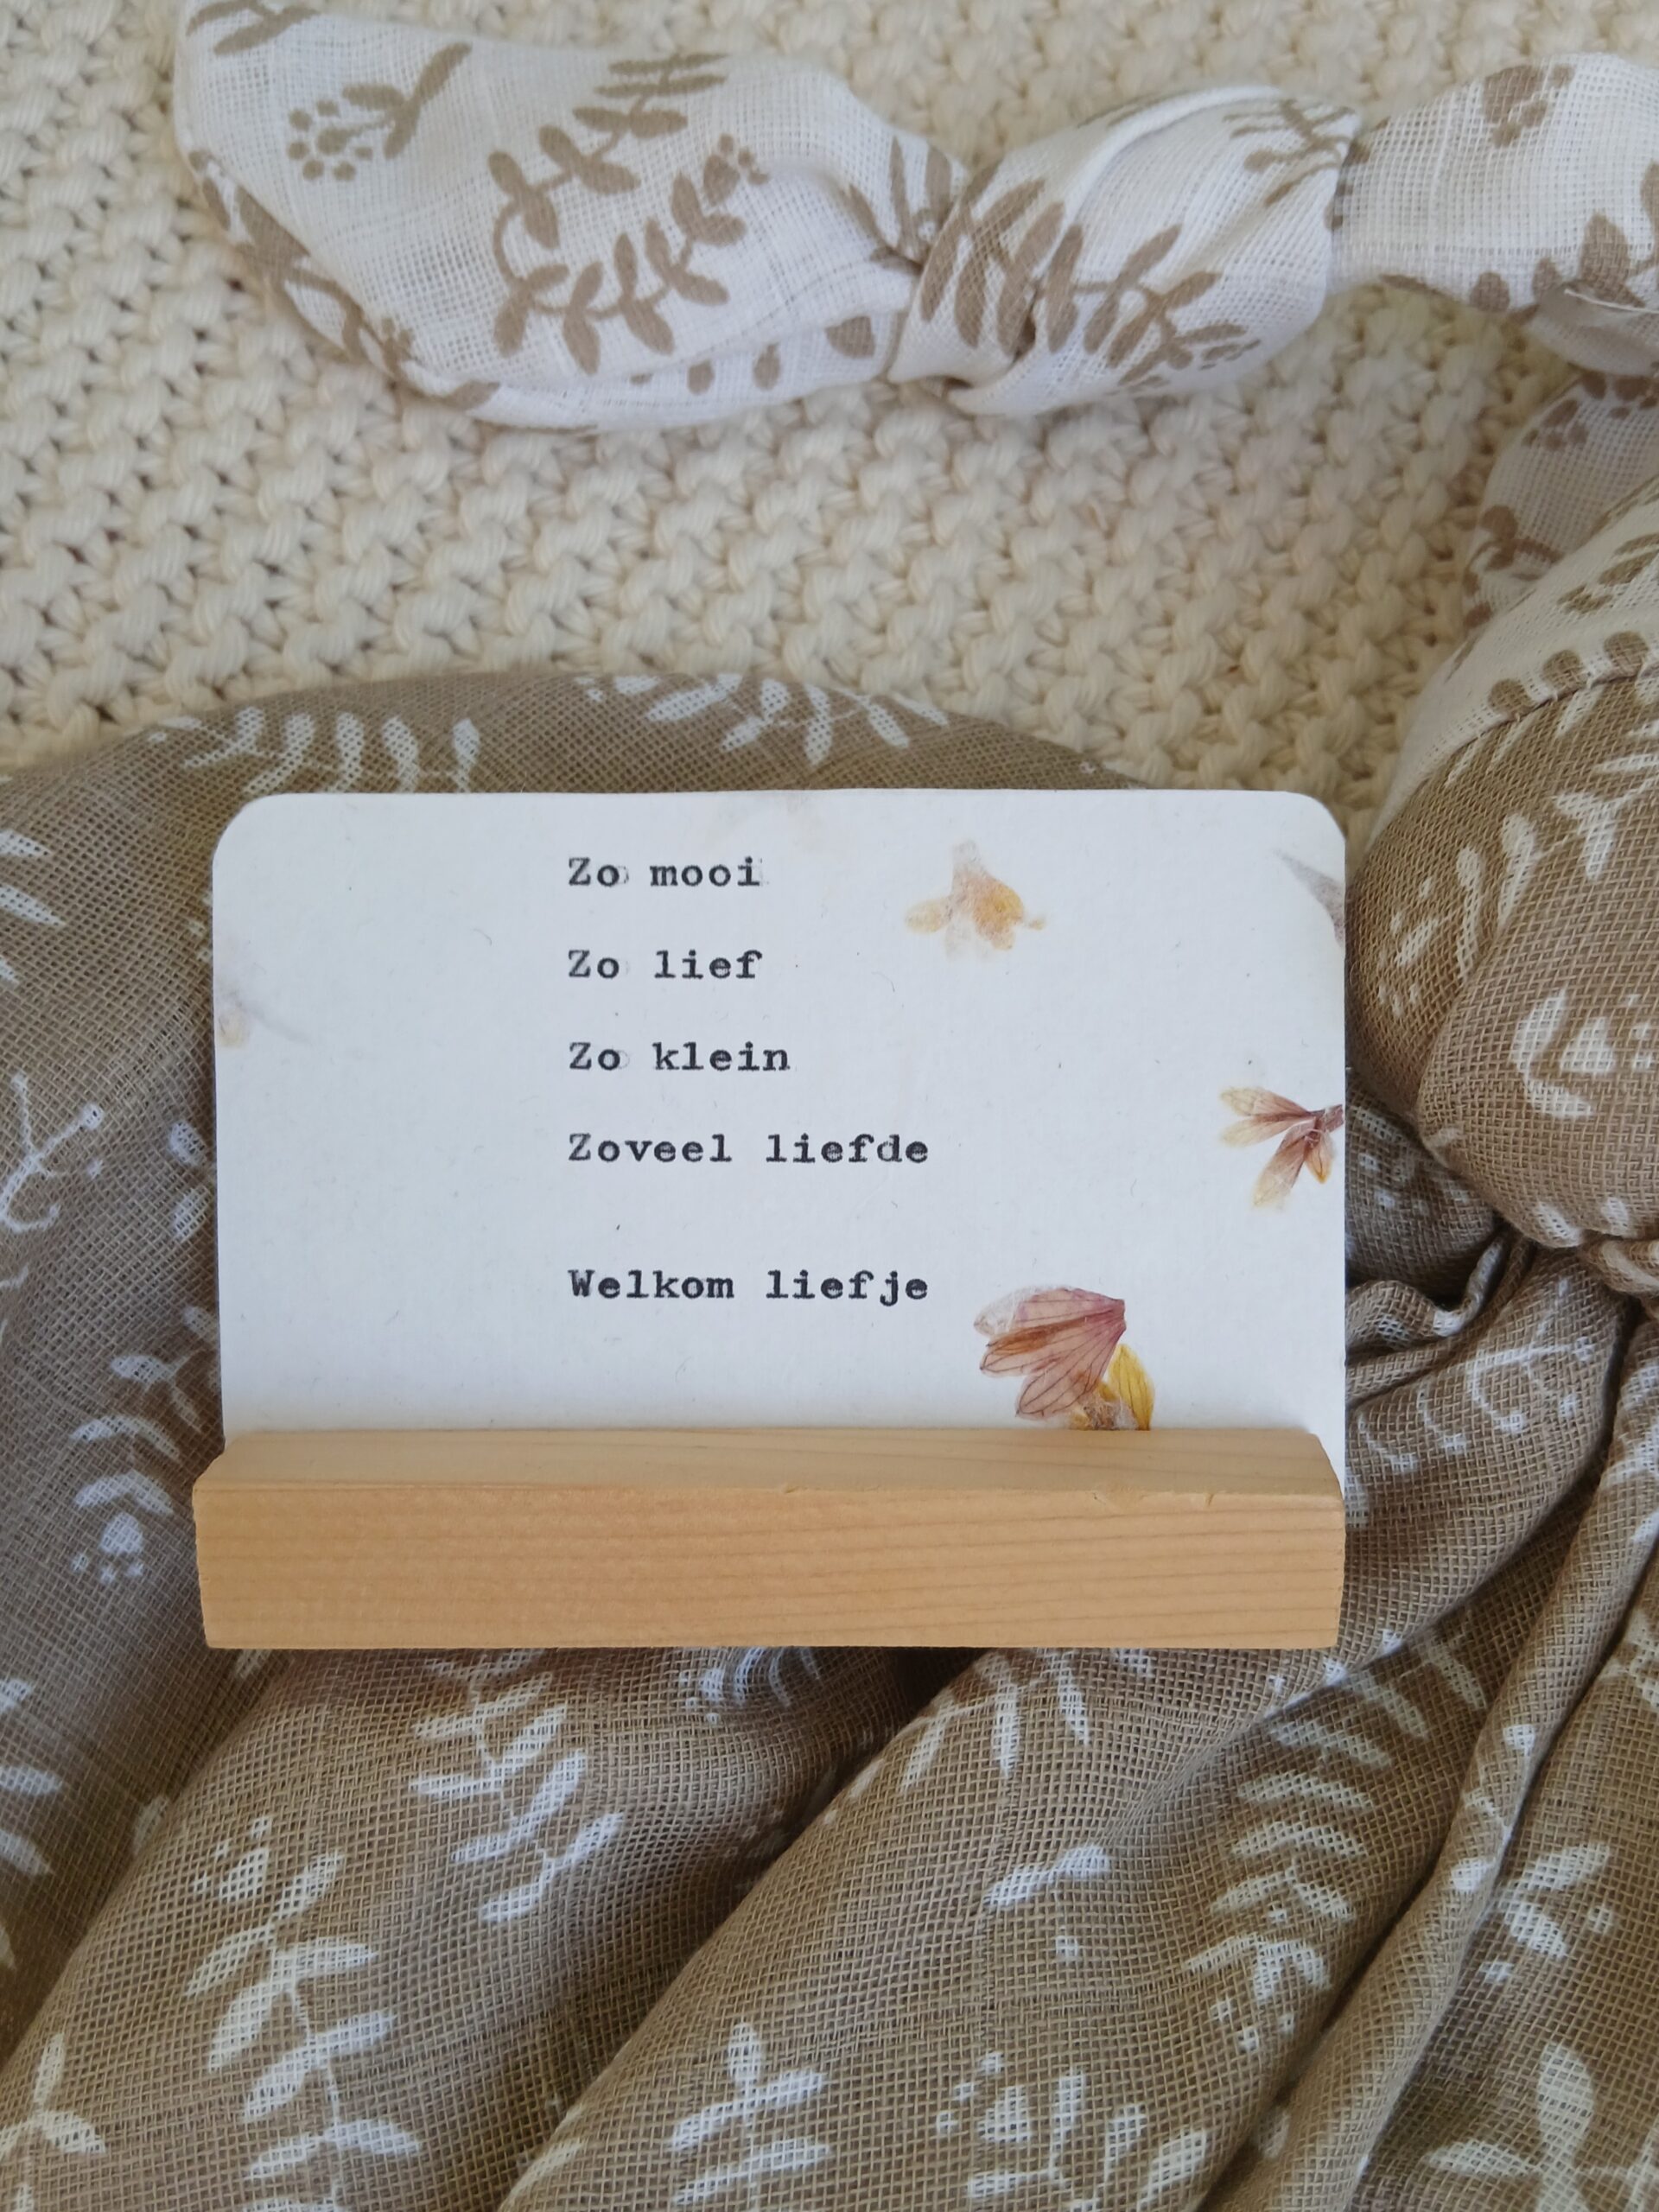 Zo mooi
Zo lief
Zo klein
Zoveel liefde
Welkom liefje